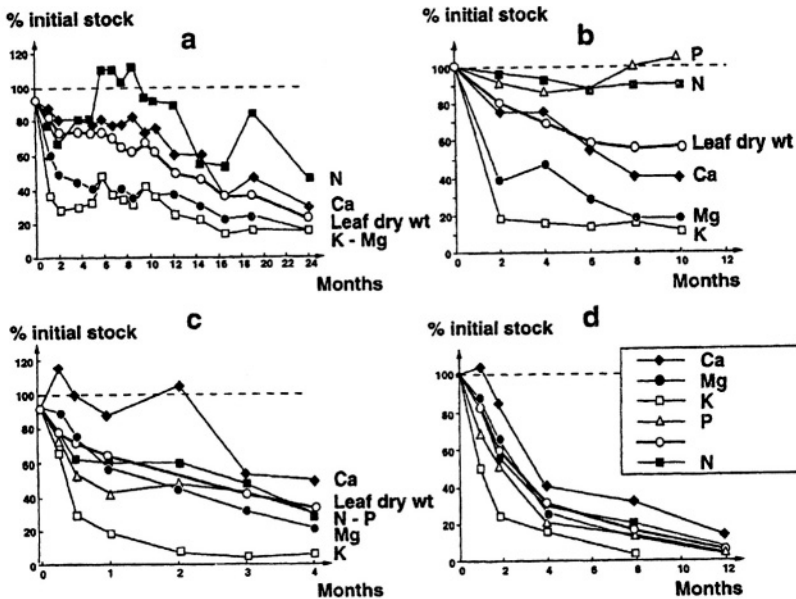 % initial stock
a
120
100
80
60
40
20
0
N
Ca
Leaf dry wt
K - Mg
0 2 4 6 8 10 12 14 16 18 20 22 24
Months
% initial stock
b
100
80
60
40
20
0
P
N
Leaf dry wt
Ca
Mg
K
0 2 4 6 8 10 12
Months
% initial stock
c
120
100
80
60
40
20
0
Ca
Leaf dry wt
N - P
Mg
K
0 1 2 3 4
Months
% initial stock
d
100
80
60
40
20
0 2 4 8 12
Months
Ca
Mg
K
P
N